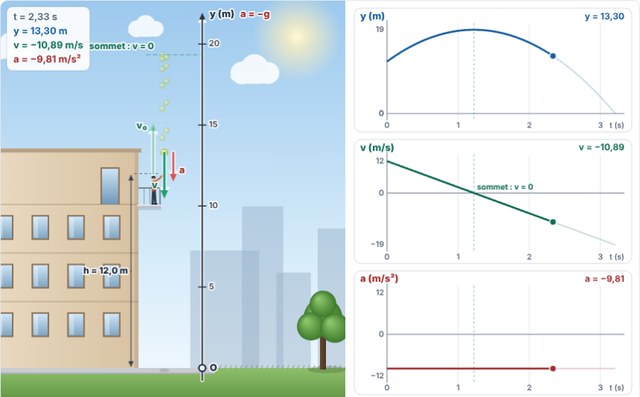 t = 2,33 s
y = 13,30 m
v = −10,89 m/s
a = −9,81 m/s²
sommet : v = 0
y (m) a = −g
20
15
10
5
0
v₀
a
v
h = 12,0 m
y (m)
y = 13,30
19
0
1
2
3
t (s)
v (m/s)
v = −10,89
12
0
−19
sommet : v = 0
1
2
3
t (s)
a (m/s²)
a = −9,81
12
0
−12
1
2
3
t (s)